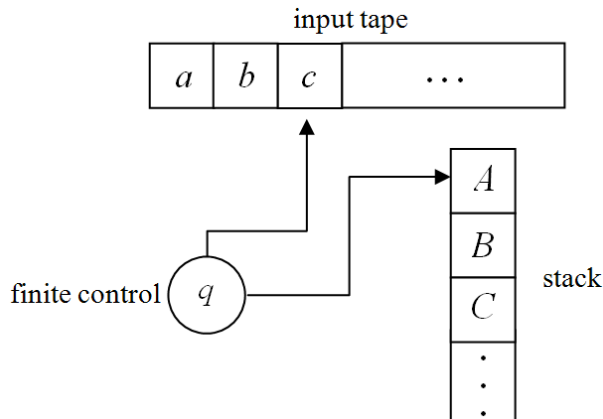 input tape
a b c ...
A
B
stack
finite control q
C
.
.
.